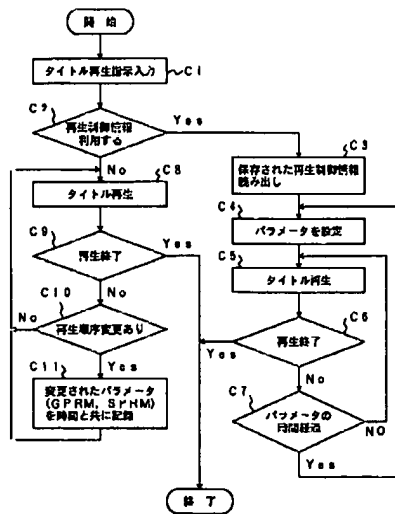 開 始
タイトル再生指示入力
C1
C2
再生制御情報
利用する
Yes
No
C3
保存された再生制御情報
読み出し
C8
タイトル再生
C4
パラメータを設定
C9
再生終了
Yes
C5
タイトル再生
No
C10
再生順序変更あり
No
C6
再生終了
Yes
No
Yes
C11
変更されたパラメータ
(GPRM, SPRM)
を時間と共に記録
C7
パラメータの
時間経過
NO
Yes
終 了